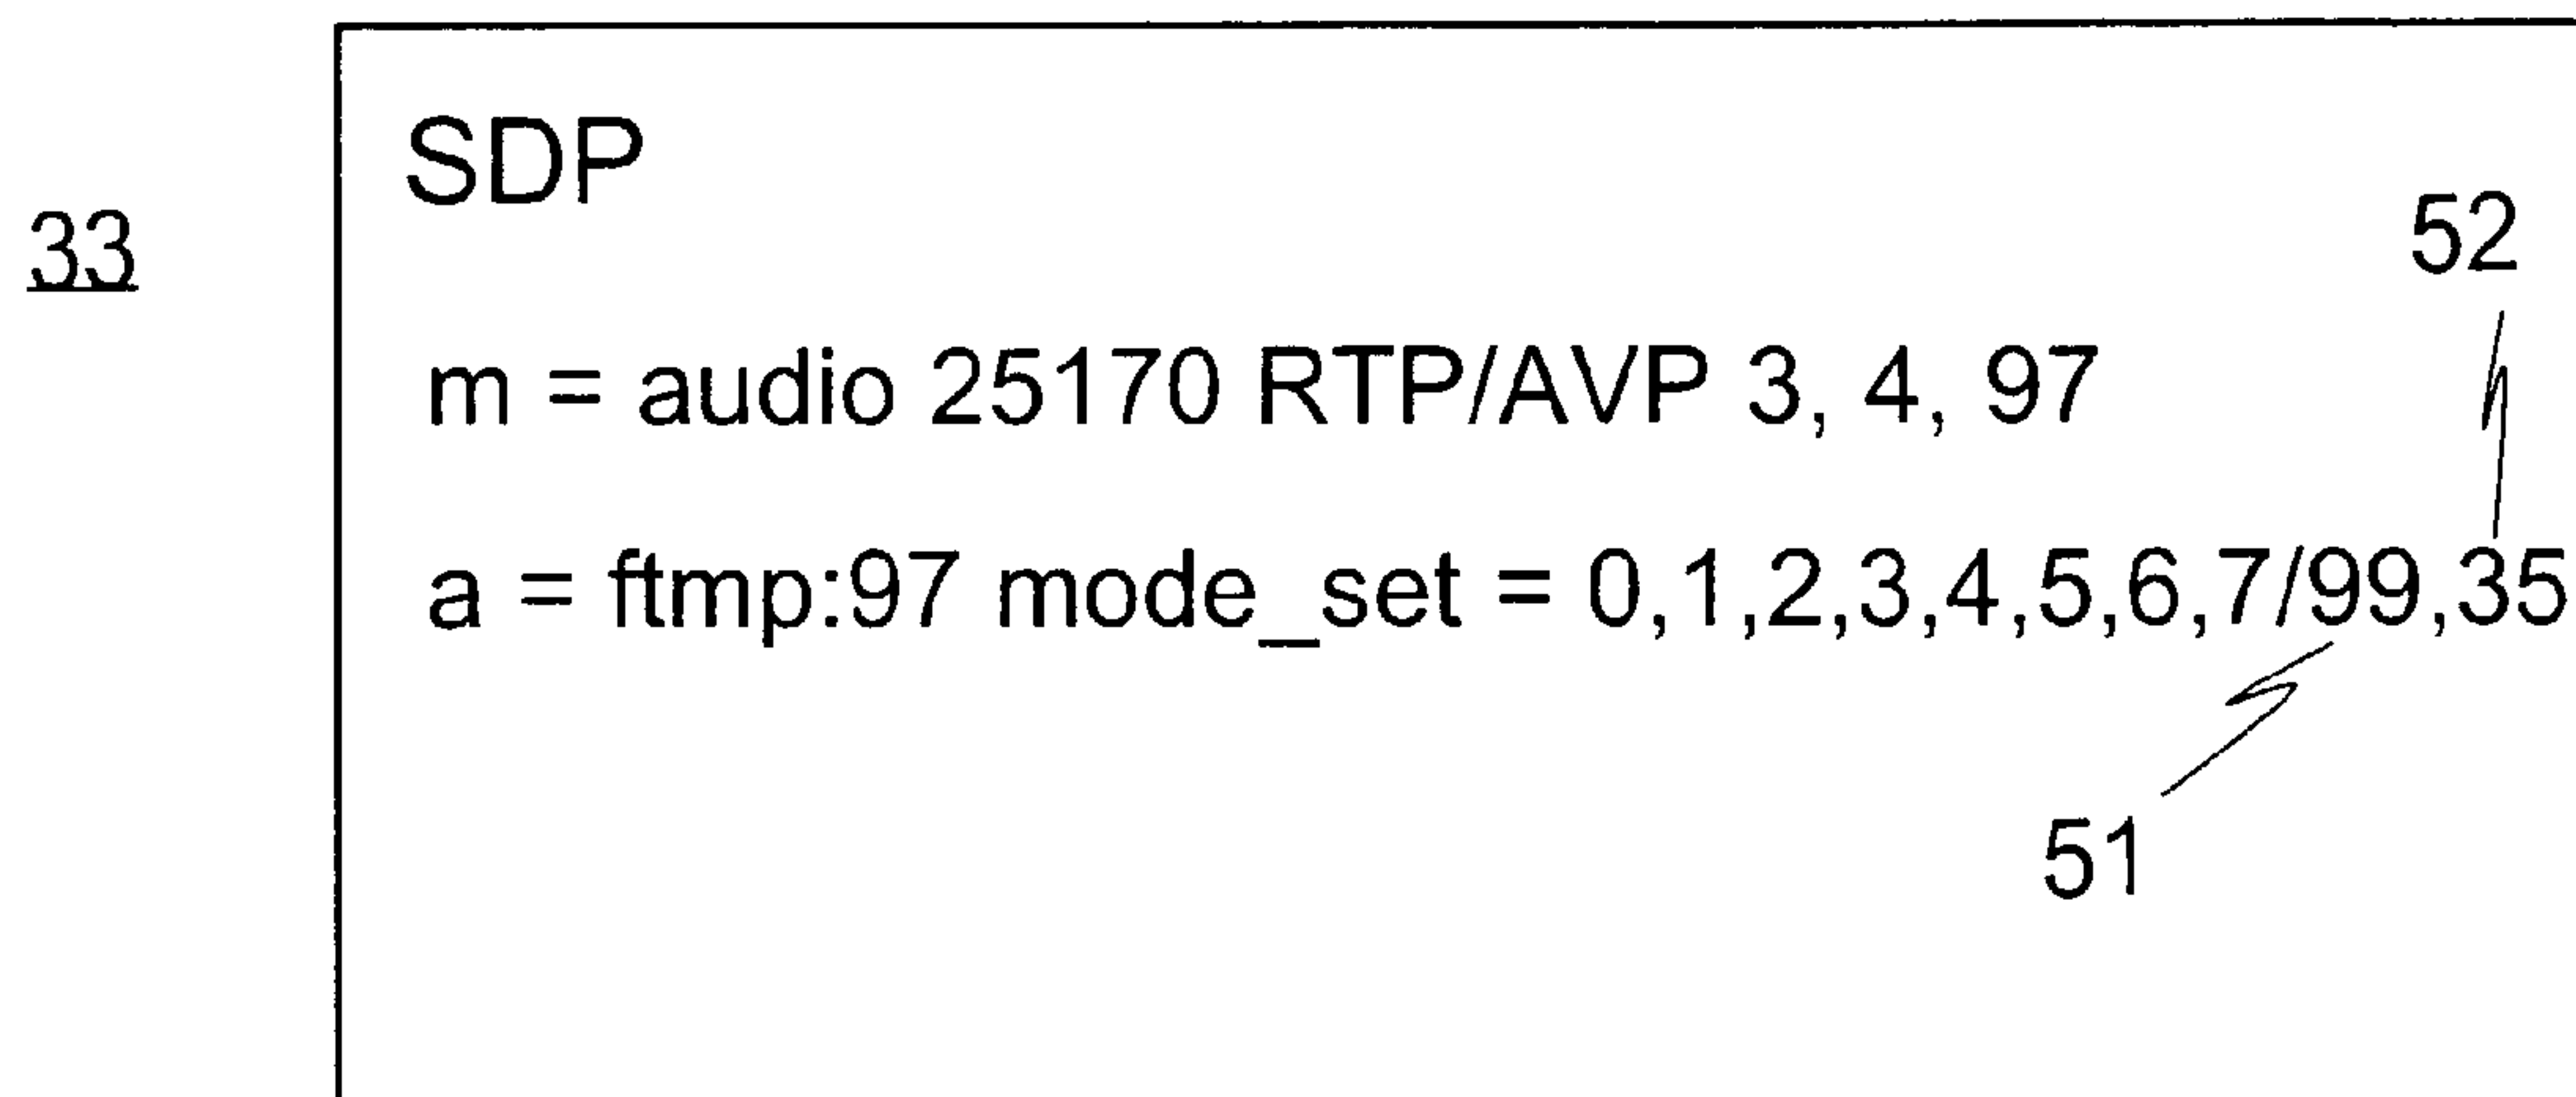 SDP
33
52
m = audio 25170 RTP/AVP 3, 4, 97
a = ftmp:97 mode_set = 0,1,2,3,4,5,6,7/99,35
51